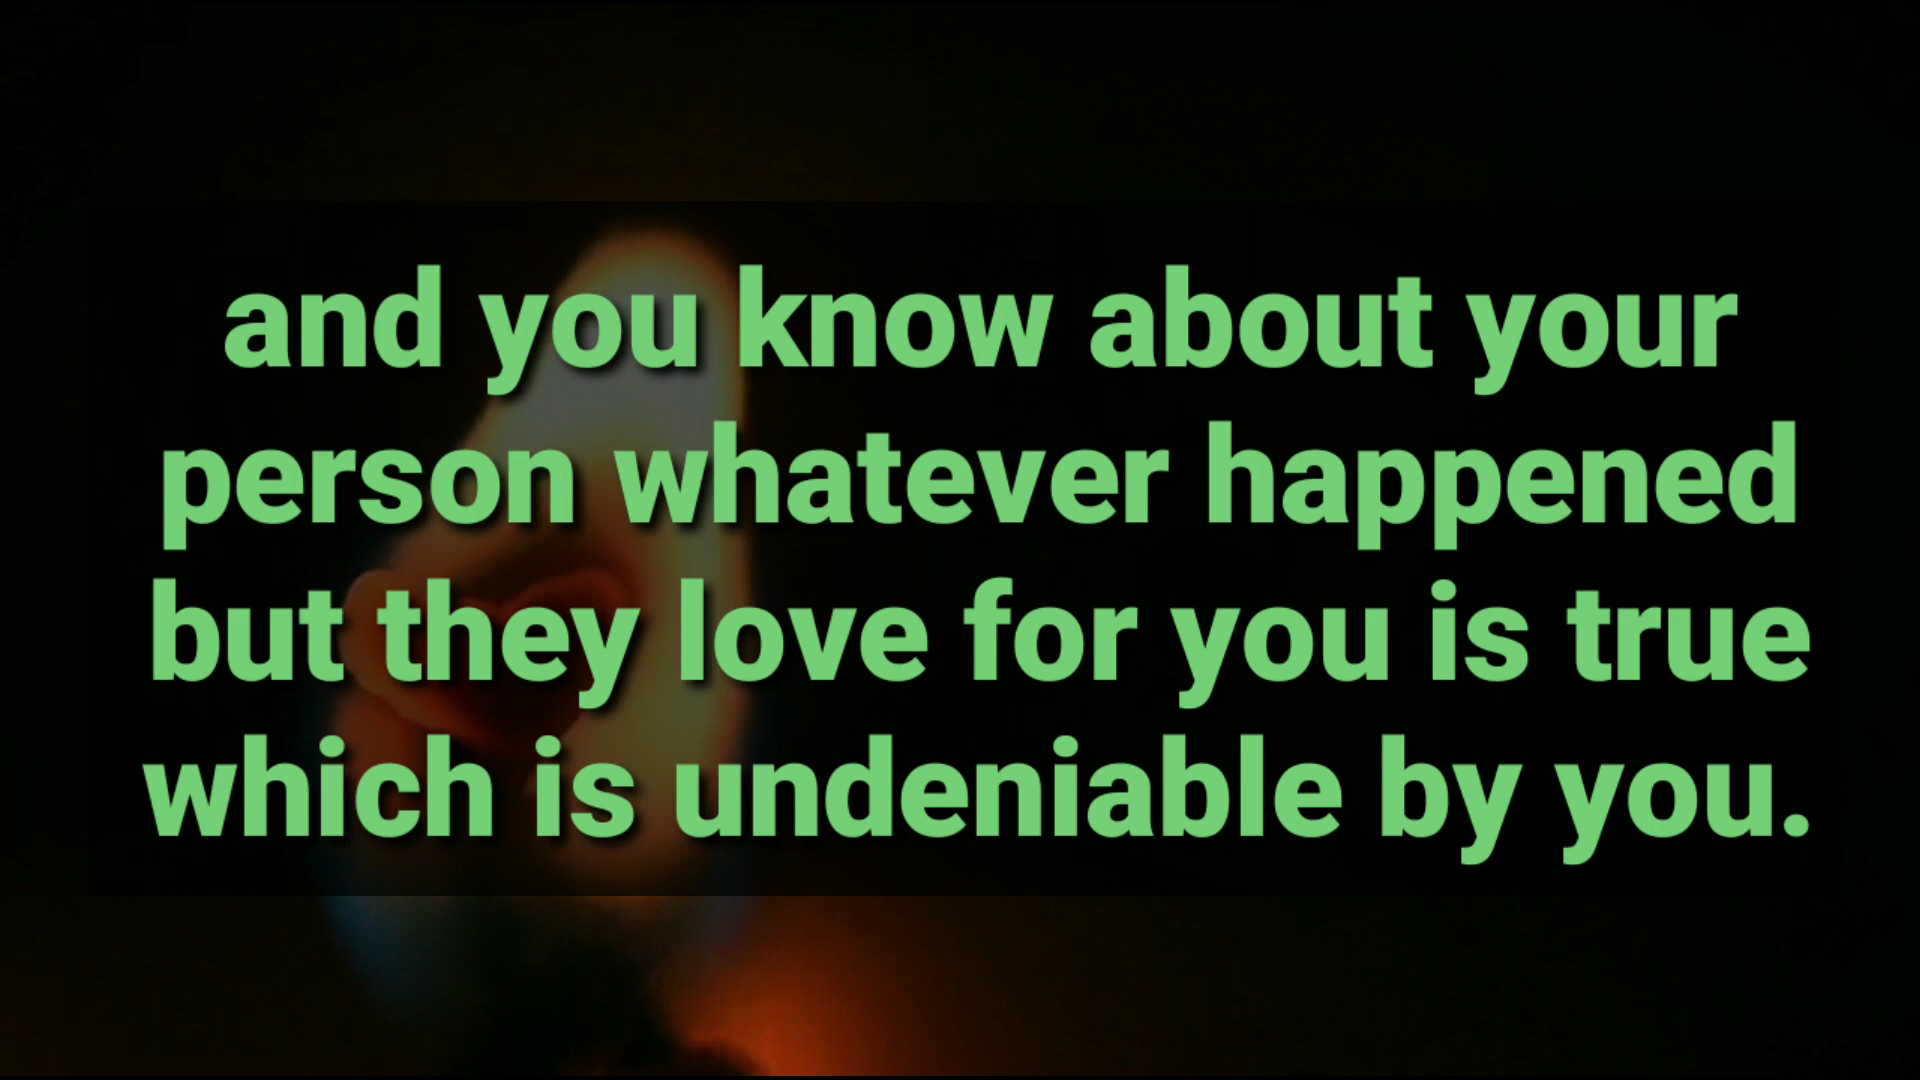 and you know about your
person whatever happened
but they love for you is true
which is undeniable by you.